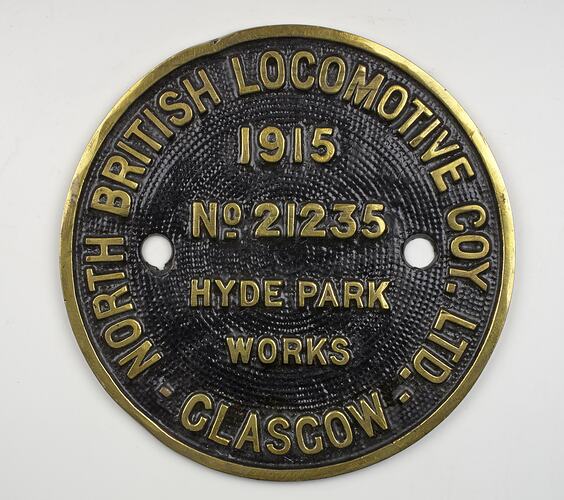 NORTH BRITISH LOCOMOTIVE COY. LTD.
1915
No 21235
HYDE PARK
WORKS
- GLASGOW -